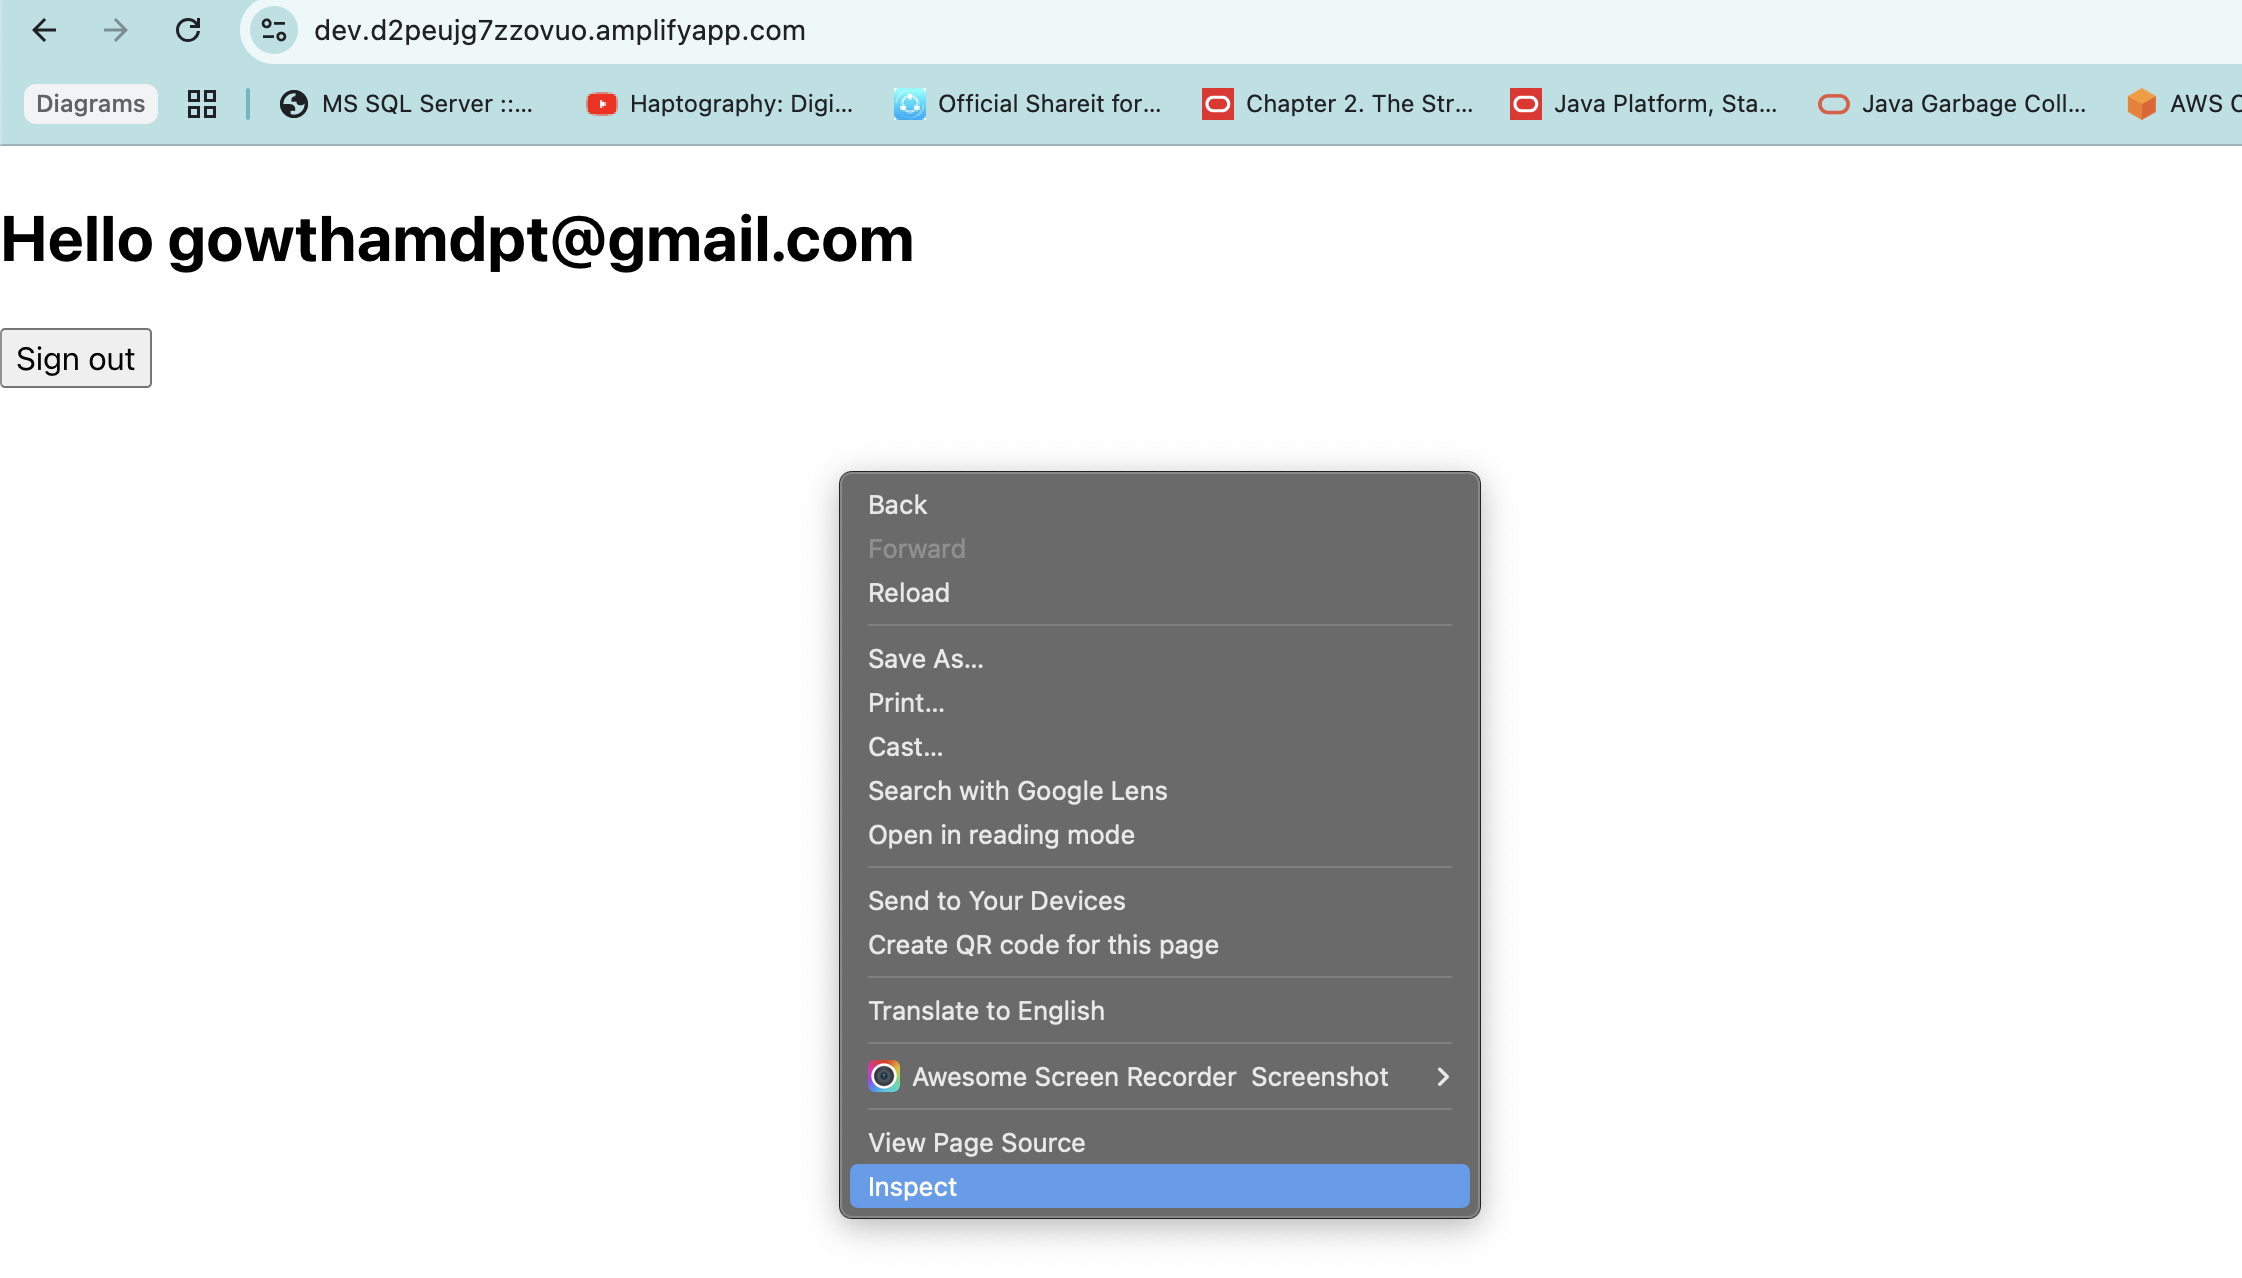 dev.d2peujg7zzovuo.amplifyapp.com
Diagrams MS SQL Server ::... Haptography: Digi... Official Shareit for... Chapter 2. The Str... Java Platform, Sta... Java Garbage Coll... AWS C
Hello gowthamdpt@gmail.com
Sign out
Back
Forward
Reload
Save As...
Print...
Cast...
Search with Google Lens
Open in reading mode
Send to Your Devices
Create QR code for this page
Translate to English
Awesome Screen Recorder Screenshot
View Page Source
Inspect